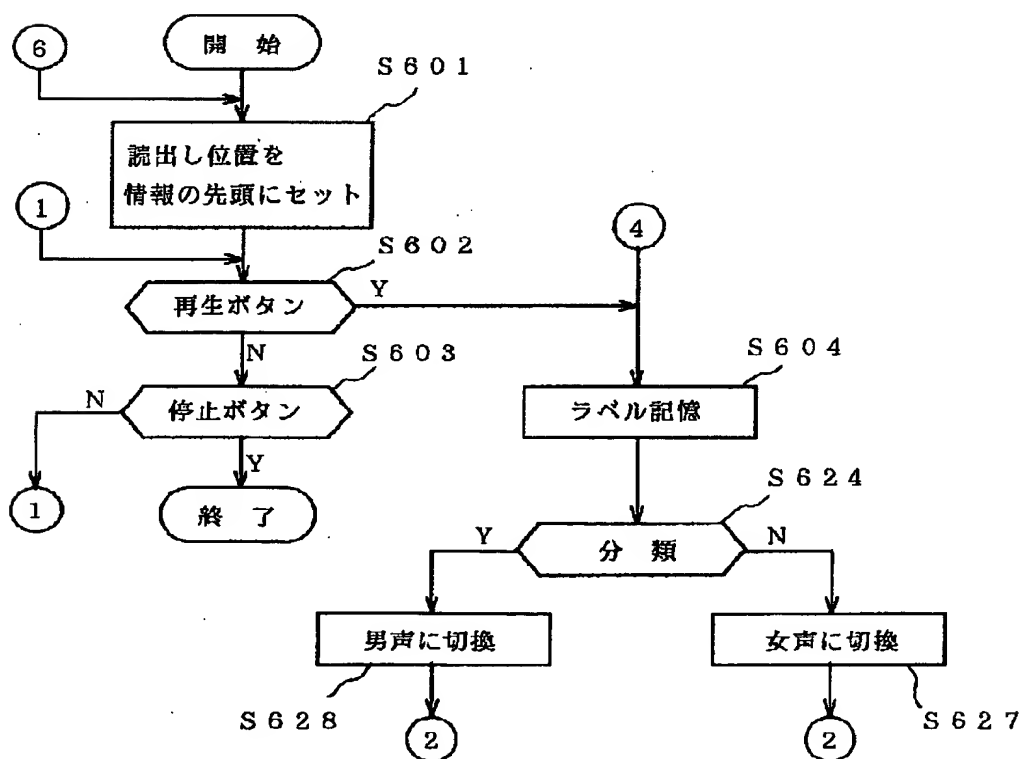 6
開 始
S601
読出し位置を
情報の先頭にセット
1
S602
4
再生ボタン
Y
N
S603
S604
N
停止ボタン
ラベル記憶
Y
1
終 了
S624
Y
分 類
N
男声に切換
女声に切換
S628
2
2
S627